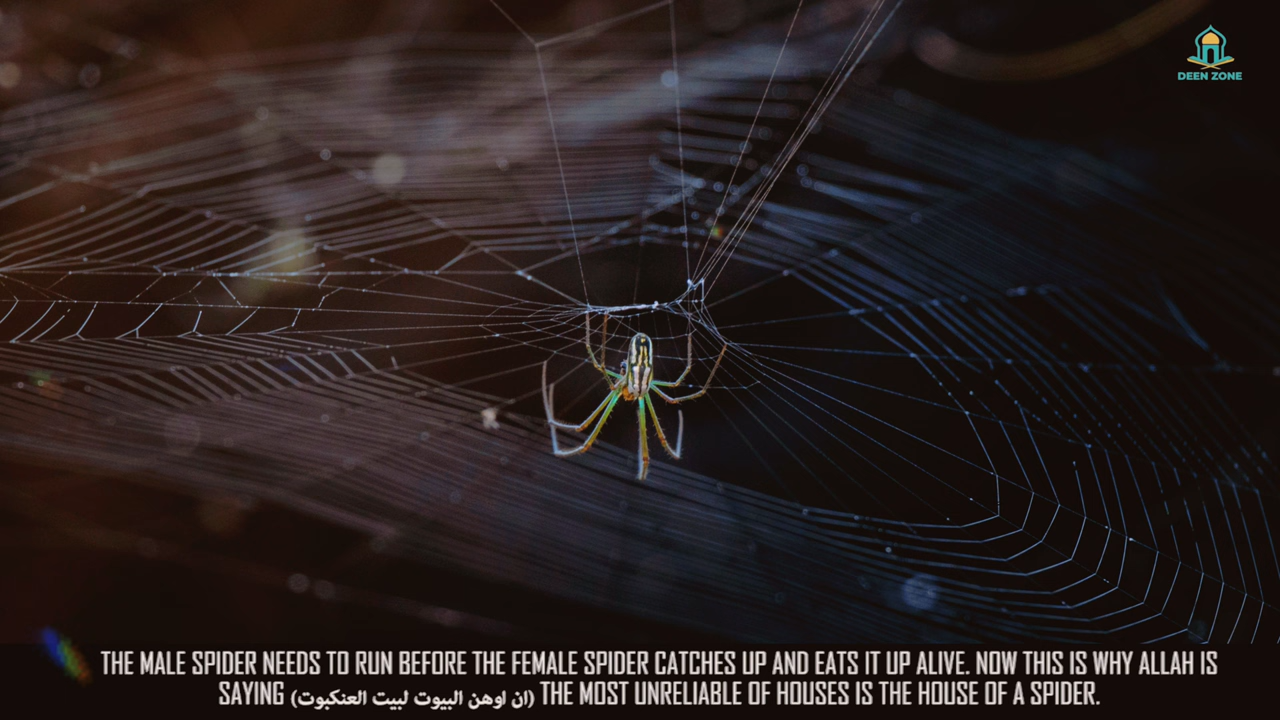 DEEN ZONE
THE MALE SPIDER NEEDS TO RUN BEFORE THE FEMALE SPIDER CATCHES UP AND EATS IT UP ALIVE. NOW THIS IS WHY ALLAH IS
SAYING (ان اوهن البيوت لبيت العنكبوت) THE MOST UNRELIABLE OF HOUSES IS THE HOUSE OF A SPIDER.